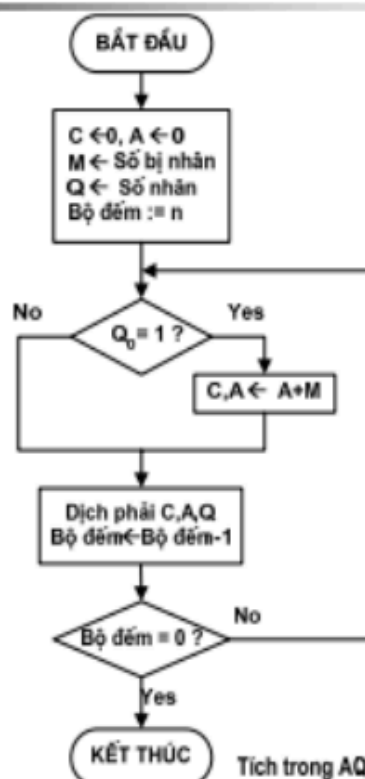 BẮT ĐẦU
C ←0, A ←0
M ← Số bị nhân
Q ← Số nhân
Bộ đếm := n
No
Yes
Q0 = 1 ?
C,A ← A+M
Dịch phải C,A,Q
Bộ đếm←Bộ đếm-1
No
Bộ đếm = 0 ?
Yes
KẾT THÚC
Tích trong AQ